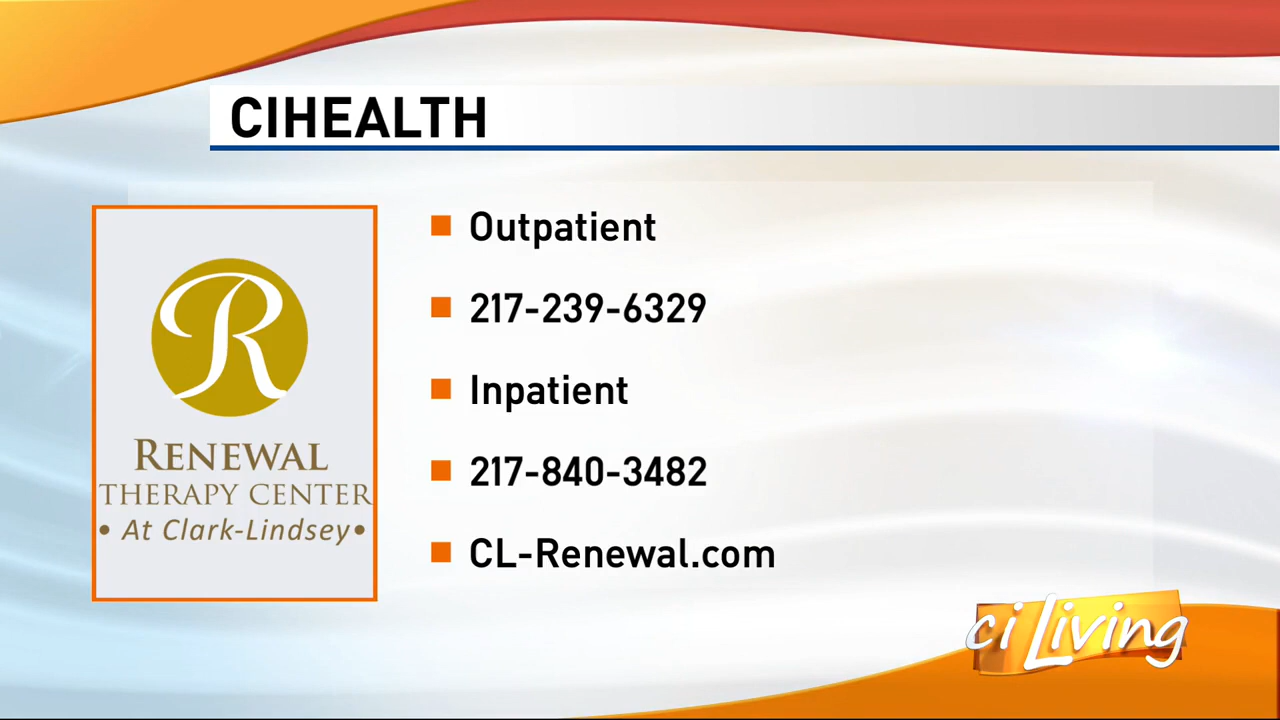 CIHEALTH
R
RENEWAL
THERAPY CENTER
• At Clark-Lindsey•
Outpatient
217-239-6329
Inpatient
217-840-3482
CL-Renewal.com
ci Living